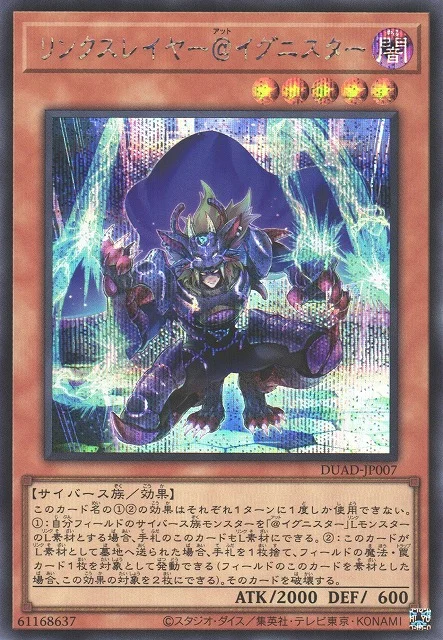 リンクスレイヤー@イグニスター
アット
闇
DUAD-JP007
【サイバース族/効果】
このカード名の①②の効果はそれぞれ1ターンに1度しか使用できない。
①:自分フィールドのサイバース族モンスターを「@イグニスター」Lモンスター
のL素材とする場合、手札のこのカードもL素材にできる。②:このカードが
L素材として墓地へ送られた場合、手札を1枚捨て、フィールドの魔法・罠
カード1枚を対象として発動できる(フィールドのこのカードを素材とした
場合、この効果の対象を2枚にできる)。そのカードを破壊する。
ATK/2000 DEF/ 600
61168637
©スタジオ・ダイス/集英社・テレビ東京・KONAMI